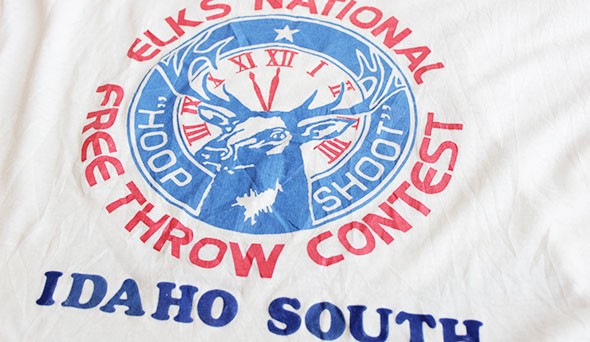 ELKS NATIONAL
"HOOP SHOOT"
FREE THROW CONTEST
IDAHO SOUTH